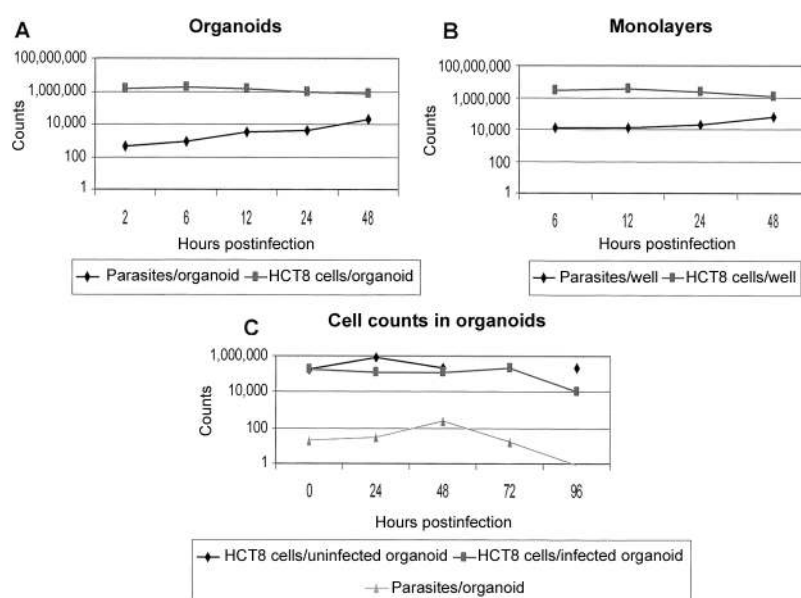 A
Organoids
100,000,000
1,000,000
10,000
100
1
Counts
2 6 12 24 48
Hours postinfection
Parasites/organoid HCT8 cells/organoid
B
Monolayers
100,000,000
1,000,000
10,000
100
1
Counts
6 12 24 48
Hours postinfection
Parasites/well HCT8 cells/well
C
Cell counts in organoids
1,000,000
10,000
100
1
Counts
0 24 48 72 96
Hours postinfection
HCT8 cells/uninfected organoid HCT8 cells/infected organoid
Parasites/organoid